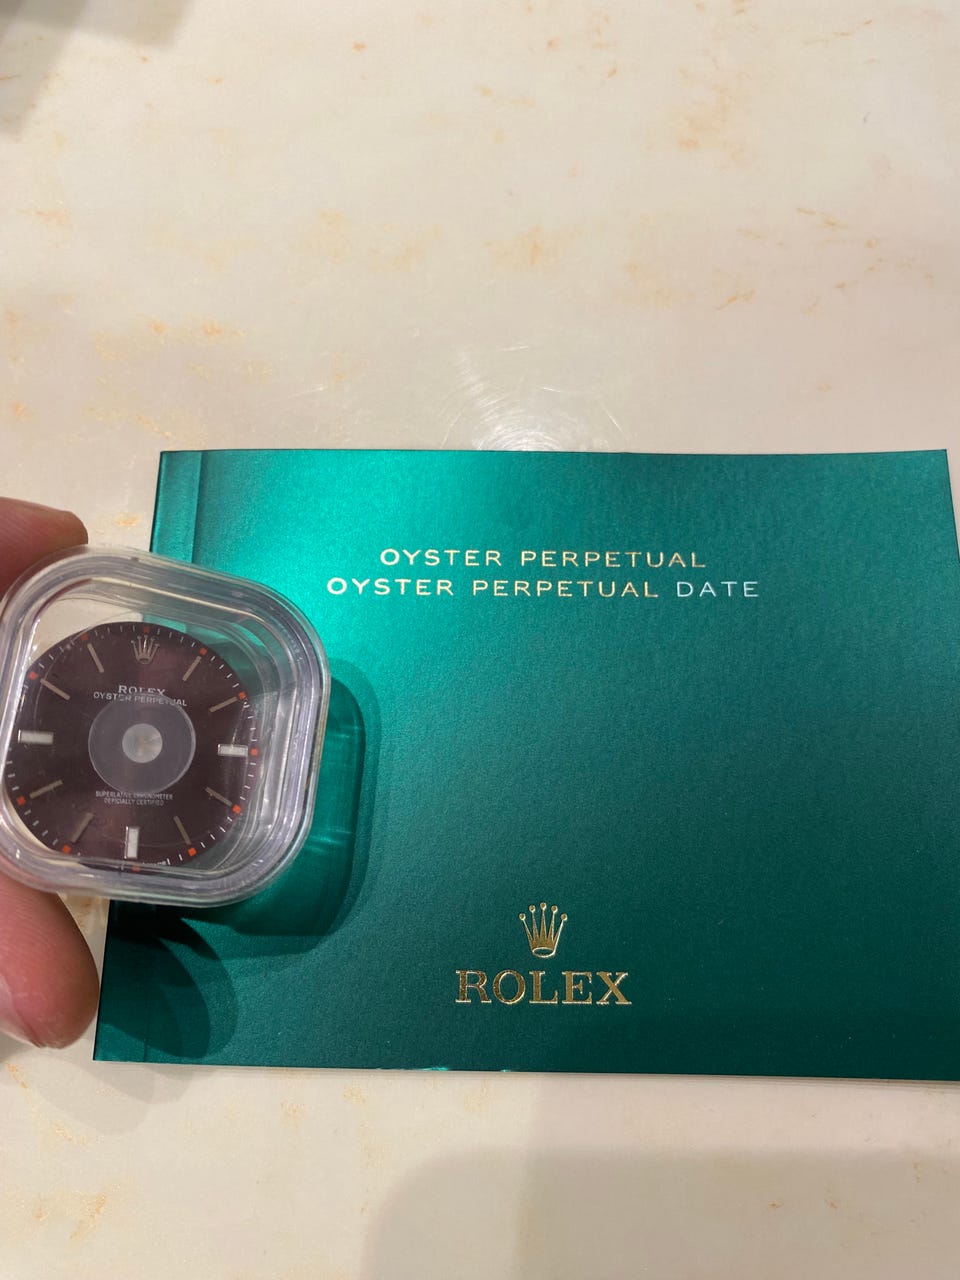 OYSTER PERPETUAL
OYSTER PERPETUAL DATE
ROLEX
OYSTER PERPETUAL
SUPERLATIVE CHRONOMETER
OFFICIALLY CERTIFIED
ROLEX